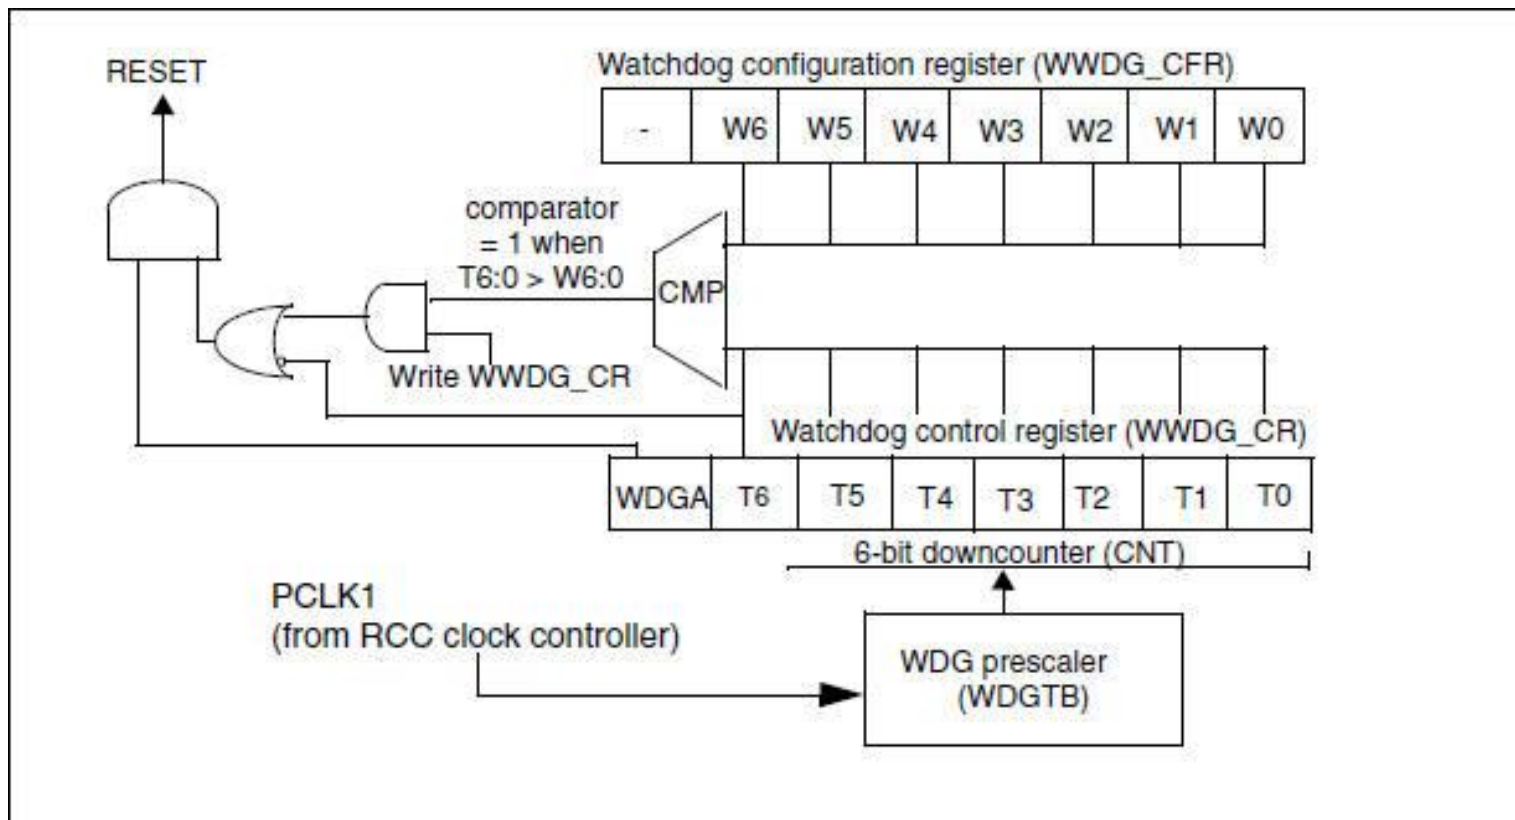 RESET
Watchdog configuration register (WWDG_CFR)
- W6 W5 W4 W3 W2 W1 W0
comparator
= 1 when
T6:0 > W6:0
CMP
Write WWDG_CR
Watchdog control register (WWDG_CR)
WDGA T6 T5 T4 T3 T2 T1 T0
6-bit downcounter (CNT)
PCLK1
(from RCC clock controller)
WDG prescaler
(WDGTB)